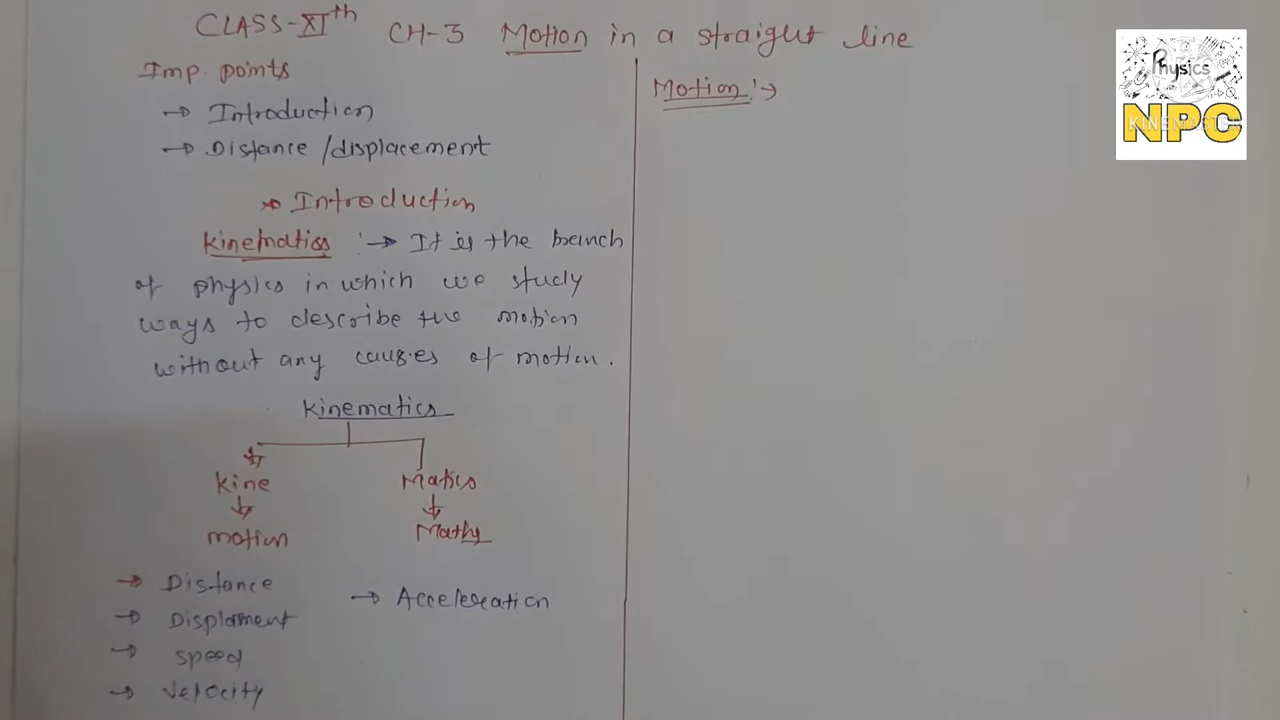 CLASS-XIth CH-3 Motion in a straight line
Imp. points
→ Introduction
→ Distance/displacement
* Introduction
Kinematics :→ It is the branch
of physics in which we study
ways to describe the motion
without any causes of motion.
Kinematics
Kine Matics
motion Maths
→ Distance
→ Displament
→ Speed
→ Velocity
→ Acceleration
Motion :→
Physics
NPC
KINEMASTER